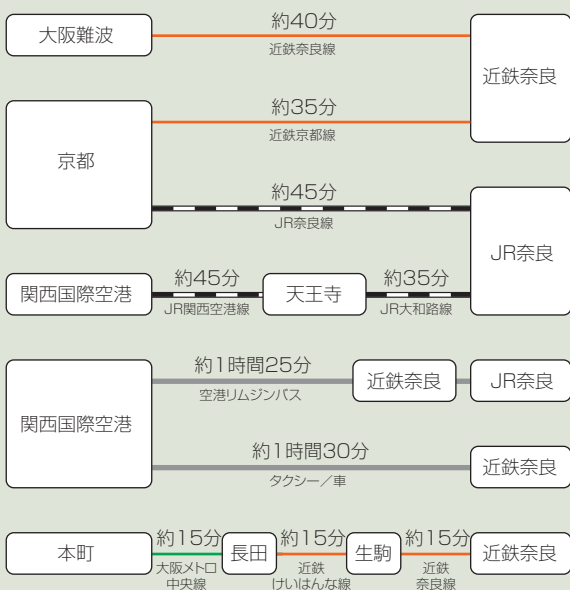 大阪難波
約40分
近鉄奈良線
近鉄奈良
京都
約35分
近鉄京都線
約45分
JR奈良線
JR奈良
関西国際空港
約45分
JR関西空港線
天王寺
約35分
JR大和路線
関西国際空港
約1時間25分
空港リムジンバス
近鉄奈良
JR奈良
約1時間30分
タクシー／車
近鉄奈良
本町
約15分
大阪メトロ
中央線
長田
約15分
近鉄
けいはんな線
生駒
約15分
近鉄
奈良線
近鉄奈良